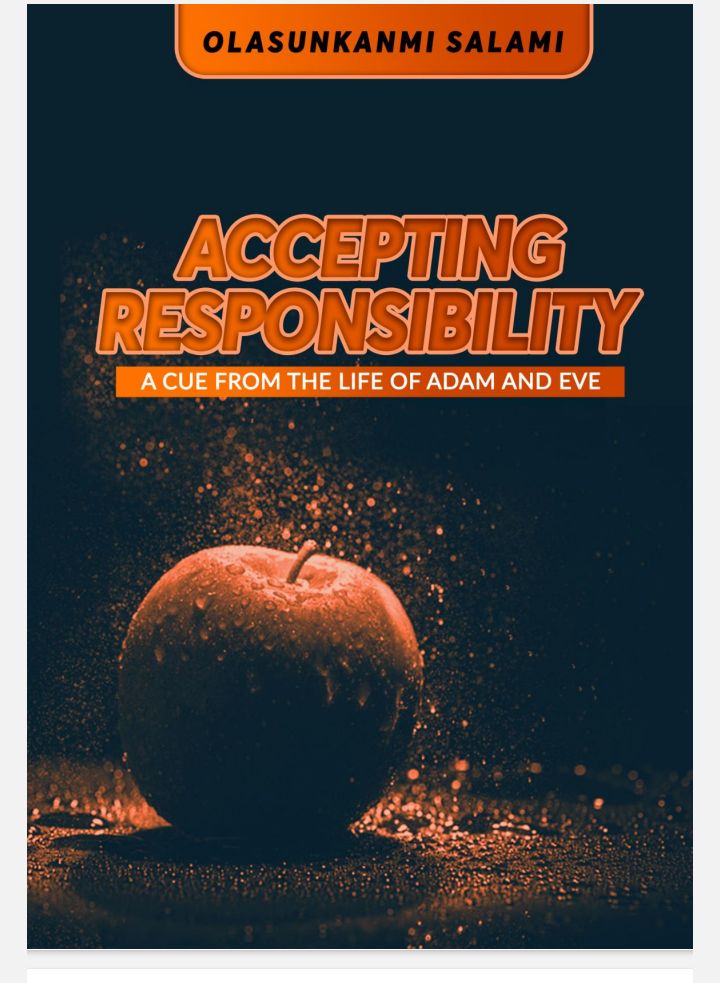 OLASUNKANMI SALAMI
ACCEPTING
RESPONSIBILITY
A CUE FROM THE LIFE OF ADAM AND EVE